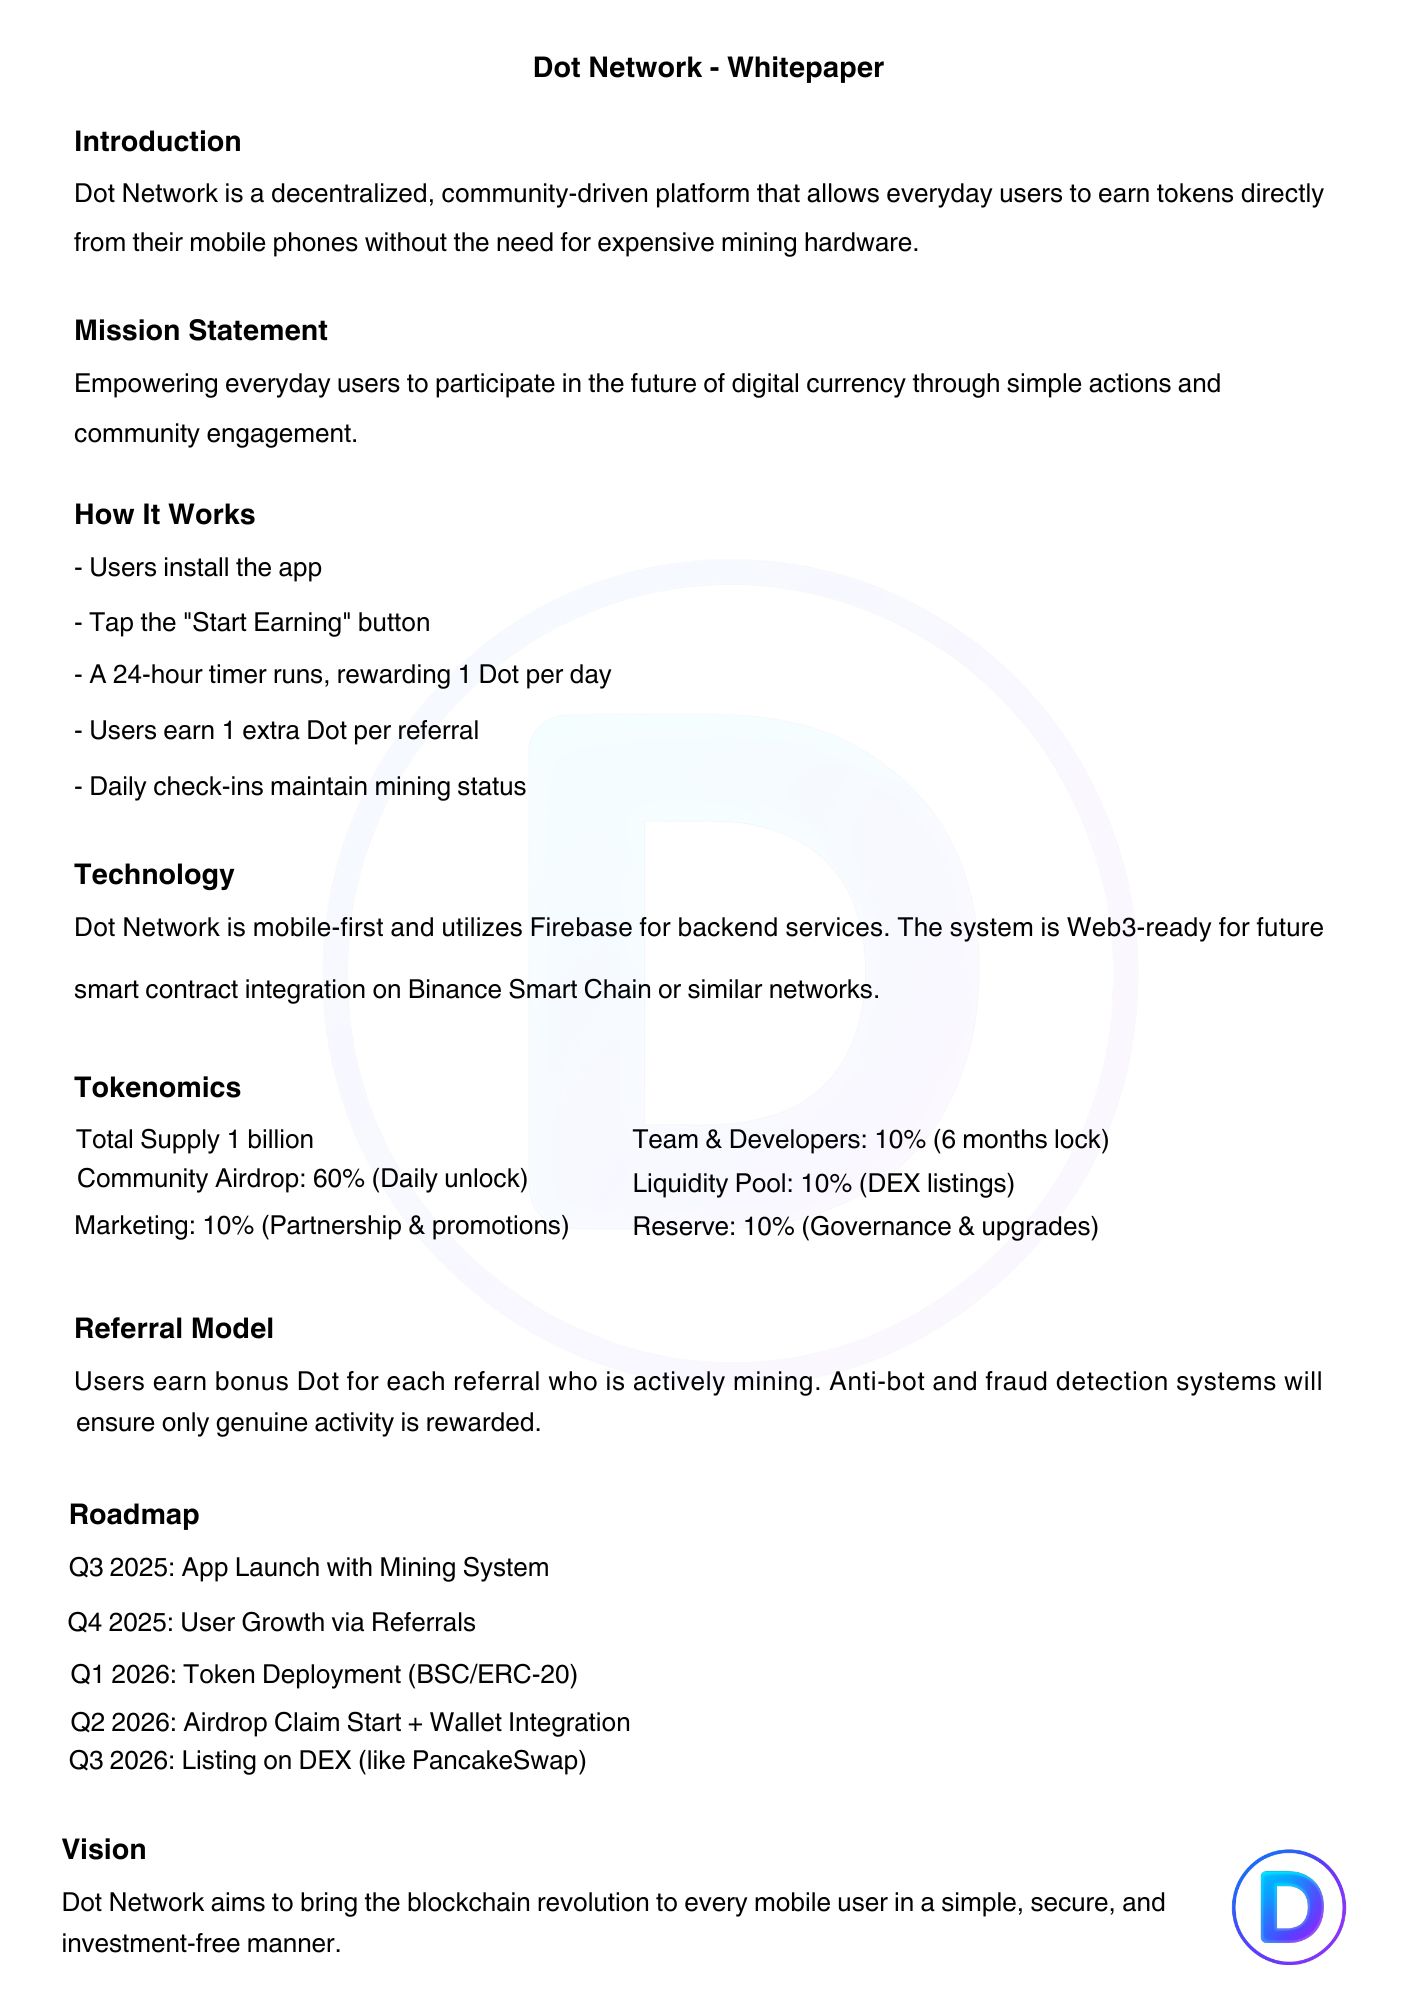 Dot Network - Whitepaper
Introduction
Dot Network is a decentralized, community-driven platform that allows everyday users to earn tokens directly
from their mobile phones without the need for expensive mining hardware.
Mission Statement
Empowering everyday users to participate in the future of digital currency through simple actions and
community engagement.
How It Works
- Users install the app
- Tap the "Start Earning" button
- A 24-hour timer runs, rewarding 1 Dot per day
- Users earn 1 extra Dot per referral
- Daily check-ins maintain mining status
Technology
Dot Network is mobile-first and utilizes Firebase for backend services. The system is Web3-ready for future
smart contract integration on Binance Smart Chain or similar networks.
Tokenomics
Total Supply 1 billion
Community Airdrop: 60% (Daily unlock)
Marketing: 10% (Partnership & promotions)
Team & Developers: 10% (6 months lock)
Liquidity Pool: 10% (DEX listings)
Reserve: 10% (Governance & upgrades)
Referral Model
Users earn bonus Dot for each referral who is actively mining. Anti-bot and fraud detection systems will
ensure only genuine activity is rewarded.
Roadmap
Q3 2025: App Launch with Mining System
Q4 2025: User Growth via Referrals
Q1 2026: Token Deployment (BSC/ERC-20)
Q2 2026: Airdrop Claim Start + Wallet Integration
Q3 2026: Listing on DEX (like PancakeSwap)
Vision
Dot Network aims to bring the blockchain revolution to every mobile user in a simple, secure, and
investment-free manner.
D